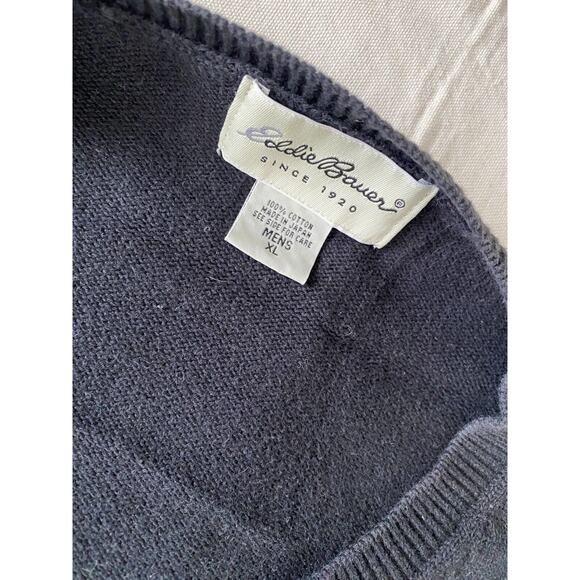 Eddie Bauer®
SINCE 1920
100% COTTON
MADE IN JAPAN
SEE SIDE FOR CARE
MENS
XL